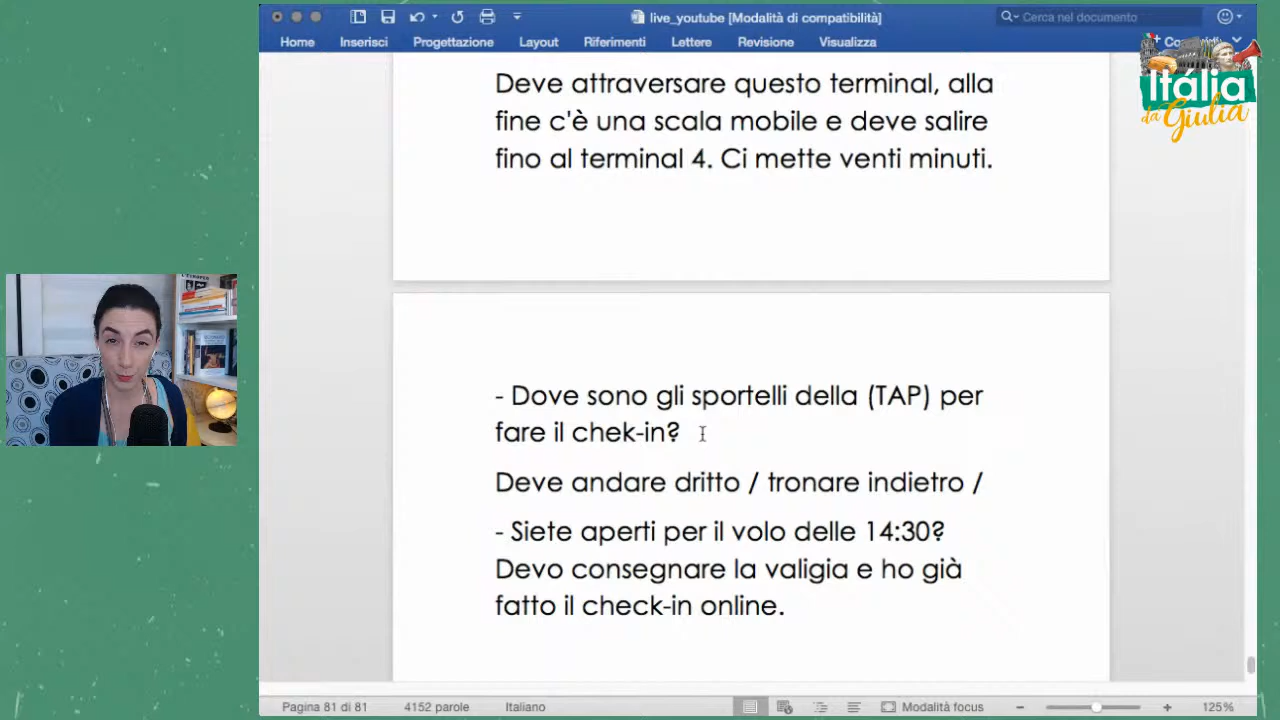 live_youtube [Modalità di compatibilità]
Cerca nel documento
Home Inserisci Progettazione Layout Riferimenti Lettere Revisione Visualizza
Itália
da Giulia
Deve attraversare questo terminal, alla
fine c'è una scala mobile e deve salire
fino al terminal 4. Ci mette venti minuti.
- Dove sono gli sportelli della (TAP) per
fare il chek-in?
Deve andare dritto / tronare indietro /
- Siete aperti per il volo delle 14:30?
Devo consegnare la valigia e ho già
fatto il check-in online.
Pagina 81 di 81 4152 parole Italiano Modalità focus 125%